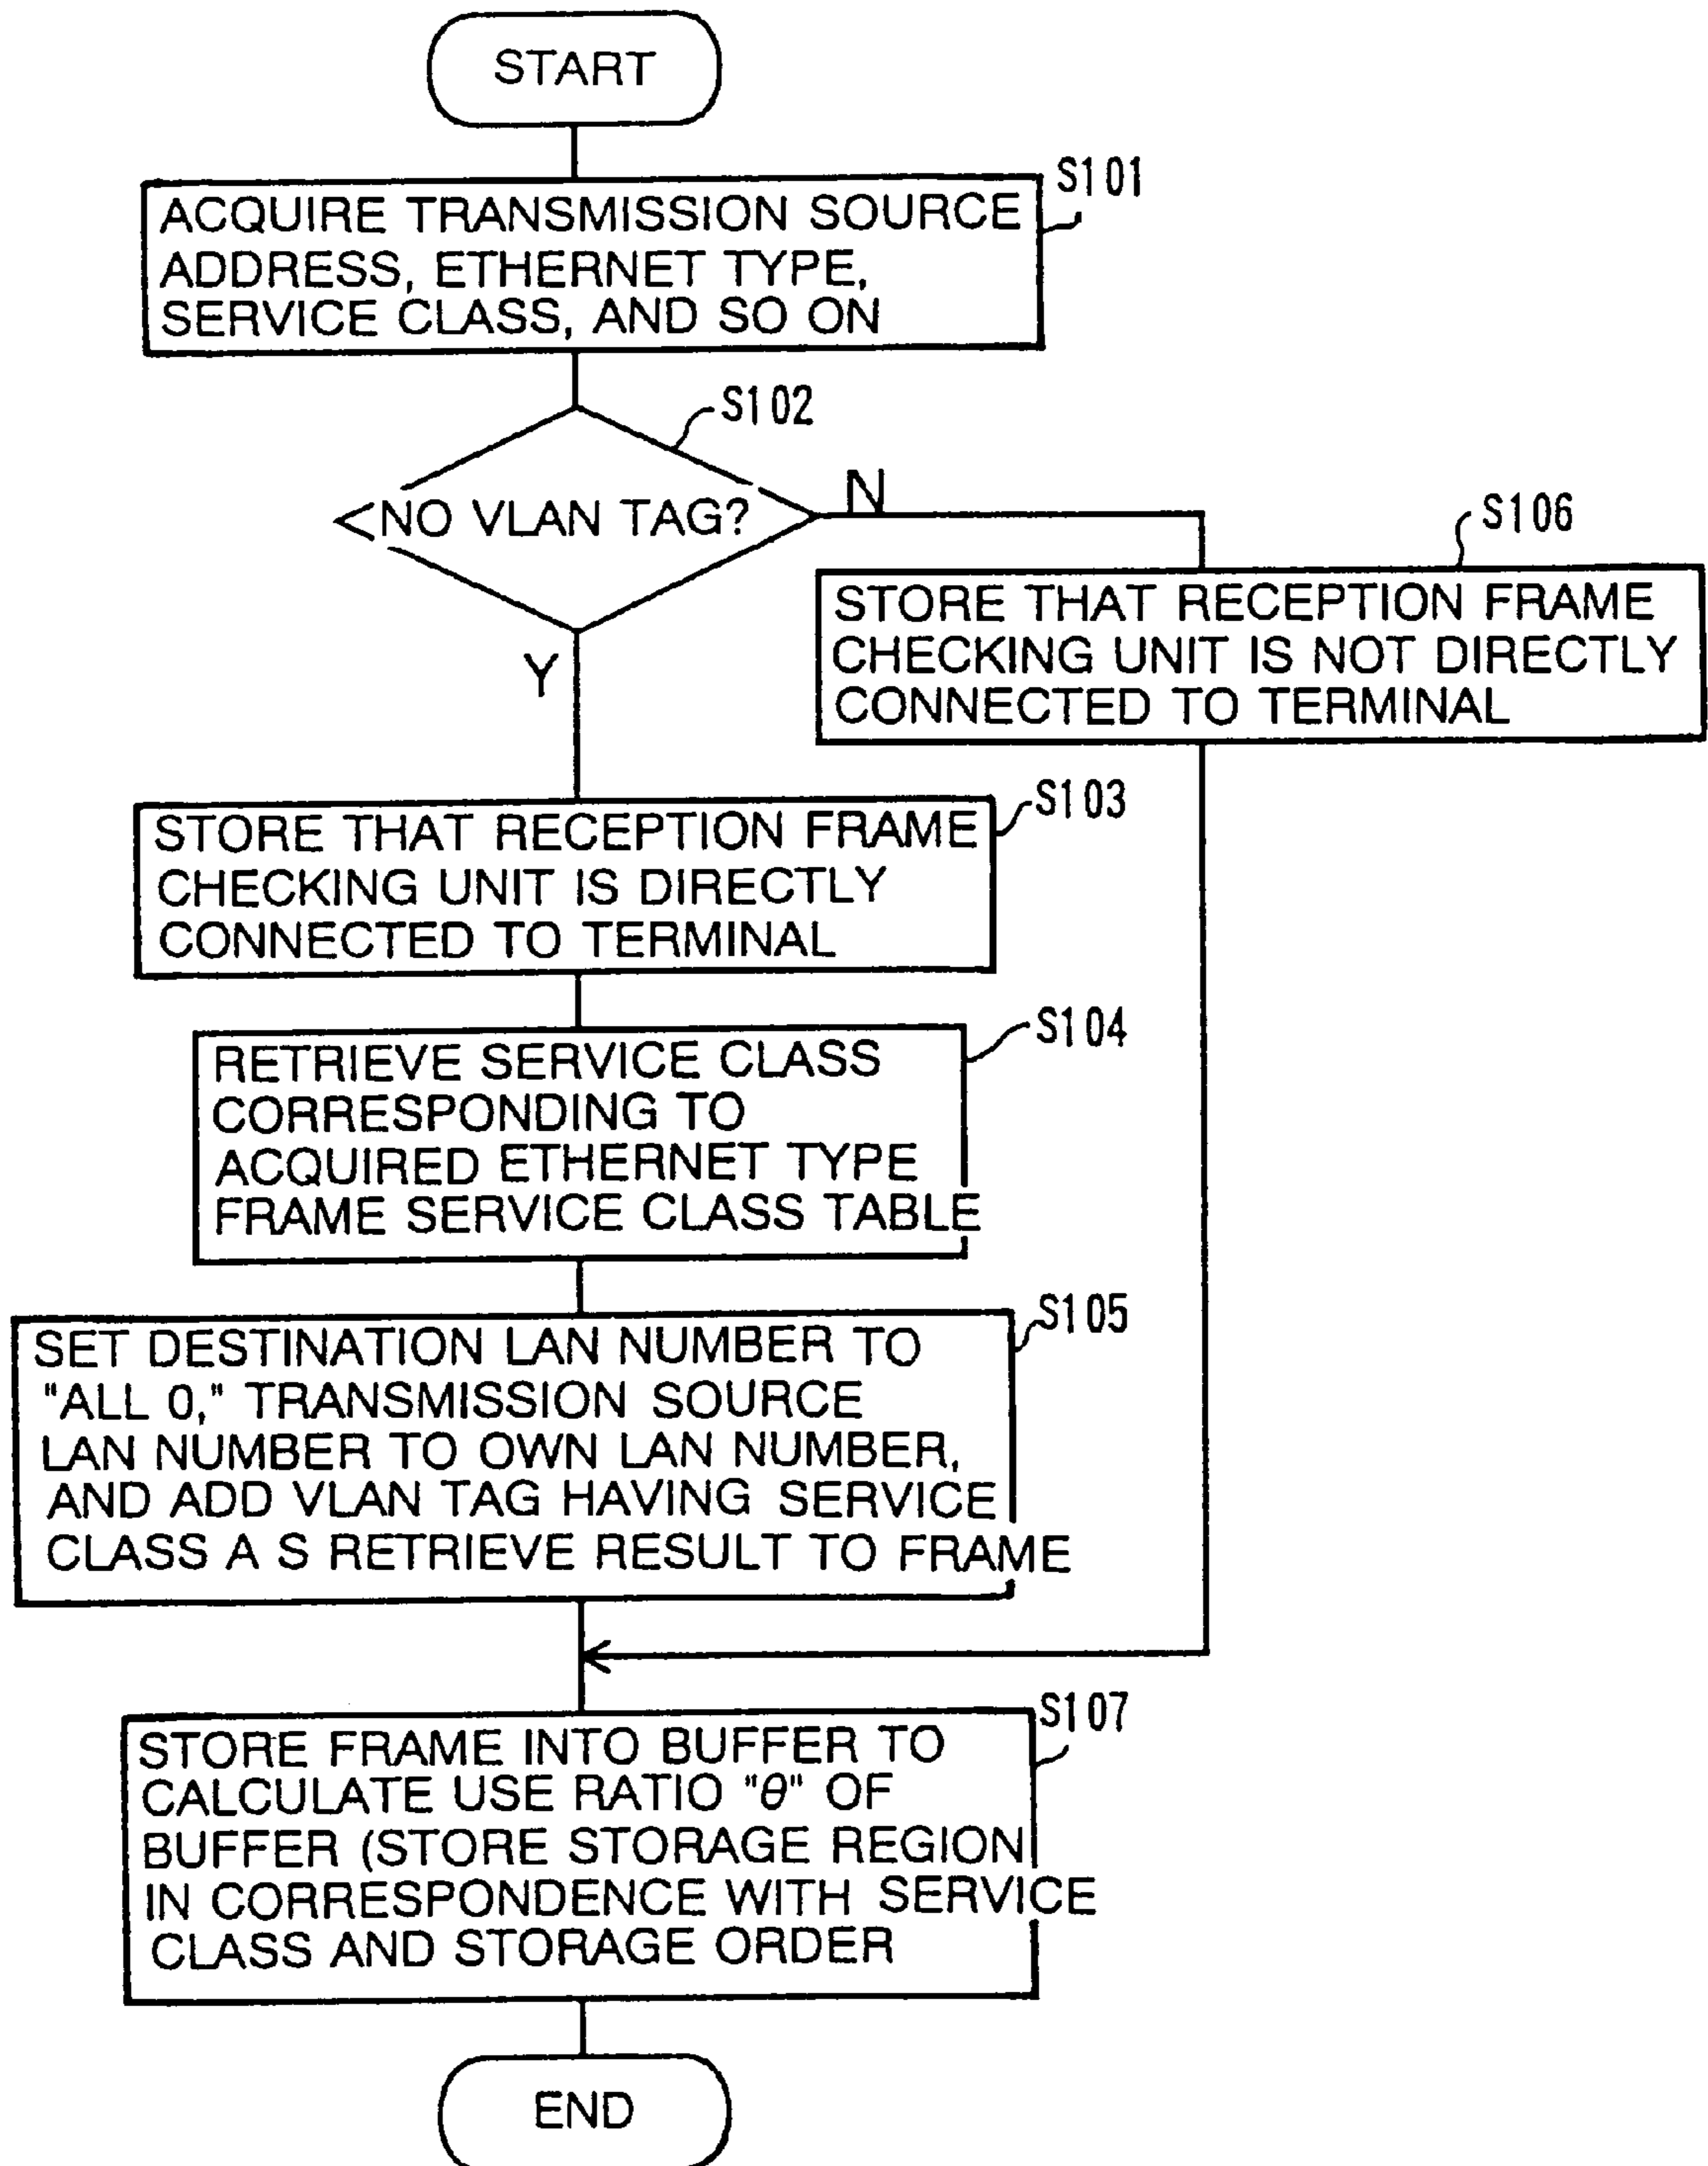 START
S101
ACQUIRE TRANSMISSION SOURCE
ADDRESS, ETHERNET TYPE,
SERVICE CLASS, AND SO ON
S102
NO VLAN TAG?
N
Y
S106
STORE THAT RECEPTION FRAME
CHECKING UNIT IS NOT DIRECTLY
CONNECTED TO TERMINAL
S103
STORE THAT RECEPTION FRAME
CHECKING UNIT IS DIRECTLY
CONNECTED TO TERMINAL
S104
RETRIEVE SERVICE CLASS
CORRESPONDING TO
ACQUIRED ETHERNET TYPE
FRAME SERVICE CLASS TABLE
S105
SET DESTINATION LAN NUMBER TO
"ALL 0," TRANSMISSION SOURCE
LAN NUMBER TO OWN LAN NUMBER,
AND ADD VLAN TAG HAVING SERVICE
CLASS A S RETRIEVE RESULT TO FRAME
S107
STORE FRAME INTO BUFFER TO
CALCULATE USE RATIO "θ" OF
BUFFER (STORE STORAGE REGION
IN CORRESPONDENCE WITH SERVICE
CLASS AND STORAGE ORDER
END